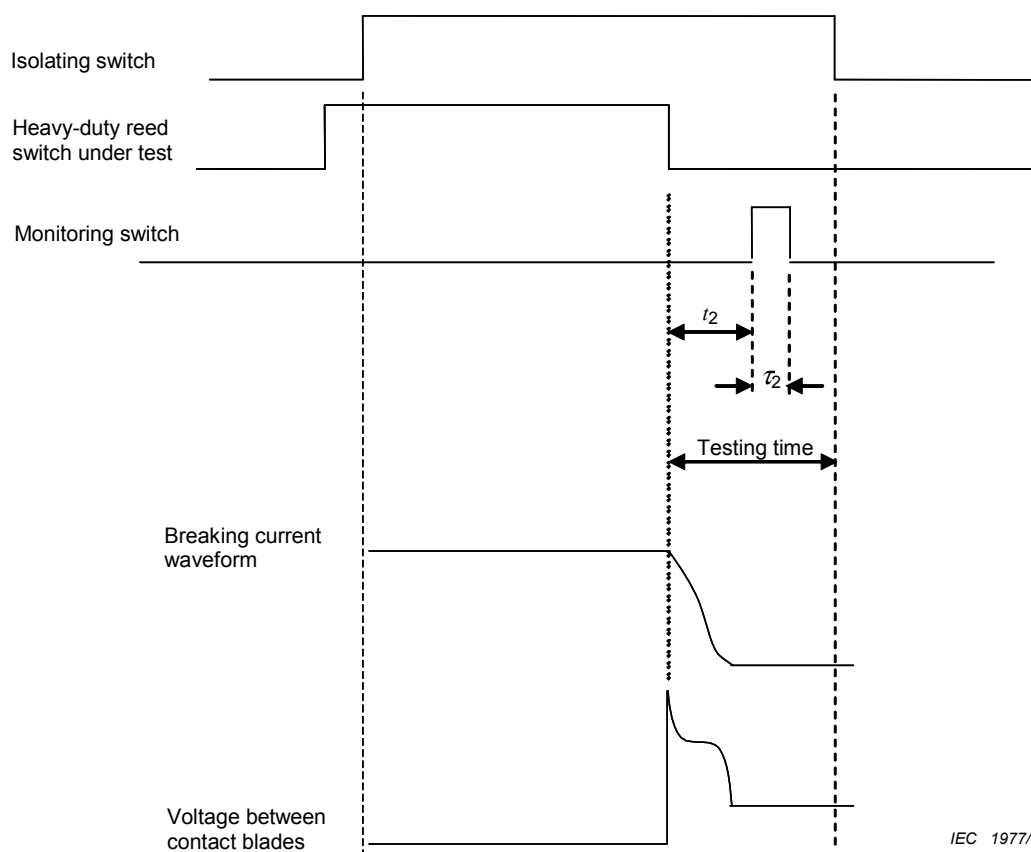 Isolating switch
Heavy-duty reed
switch under test
Monitoring switch
t2
τ2
Testing time
Breaking current
waveform
Voltage between
contact blades
IEC 1977/